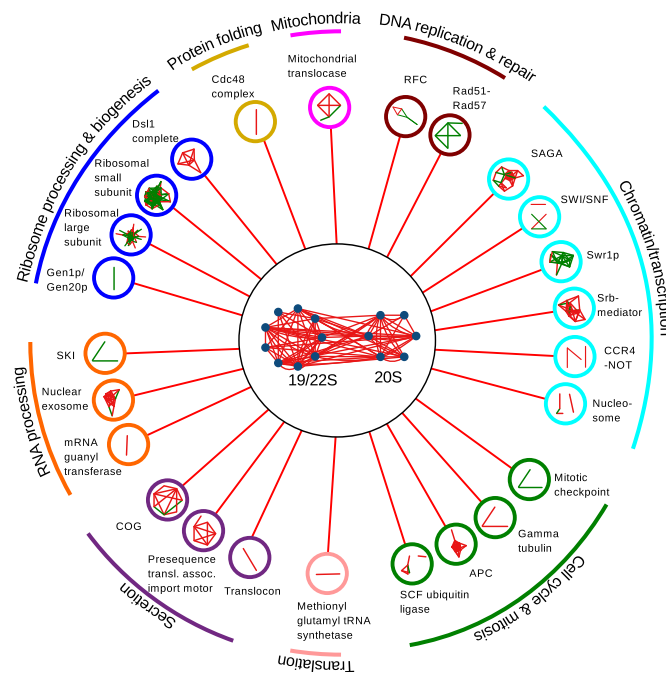 Mitochondria
Mitochondrial
translocase
DNA replication & repair
RFC
Rad51-
Rad57
Chromatin/transcription
SAGA
SWI/SNF
Swr1p
Srb-
mediator
CCR4
-NOT
Nucleo-
some
Cell cycle & mitosis
Mitotic
checkpoint
Gamma
tubulin
APC
SCF ubiquitin
ligase
Translation
Methionyl
glutamyl tRNA
synthetase
Secretion
Translocon
Presequence
transl. assoc.
import motor
COG
RNA processing
mRNA
guanyl
transferase
Nuclear
exosome
SKI
Ribosome processing & biogenesis
Gen1p/
Gen20p
Ribosomal
large
subunit
Ribosomal
small
subunit
Dsl1
complete
Protein folding
Cdc48
complex
19/22S
20S